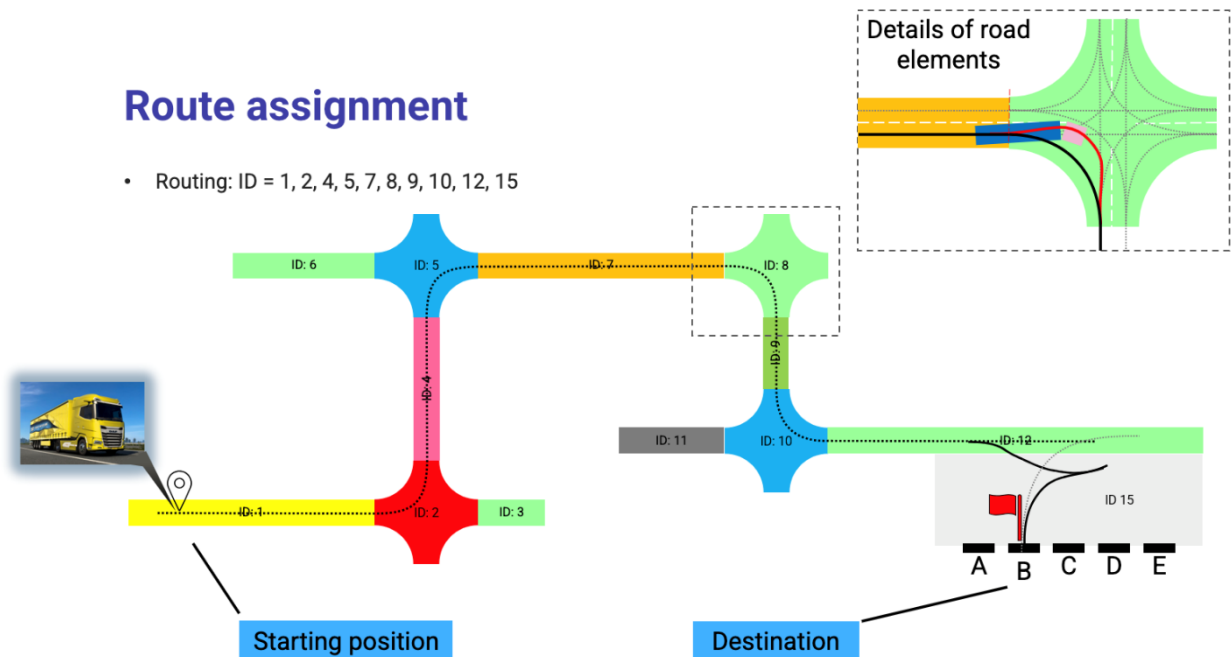 Details of road
elements
Route assignment
• Routing: ID = 1, 2, 4, 5, 7, 8, 9, 10, 12, 15
ID: 6
ID: 5
ID: 7
ID: 8
ID: 4
ID: 9
ID: 11
ID: 10
ID: 12
ID: 1
ID: 2
ID: 3
ID 15
A
B
C
D
E
Starting position
Destination